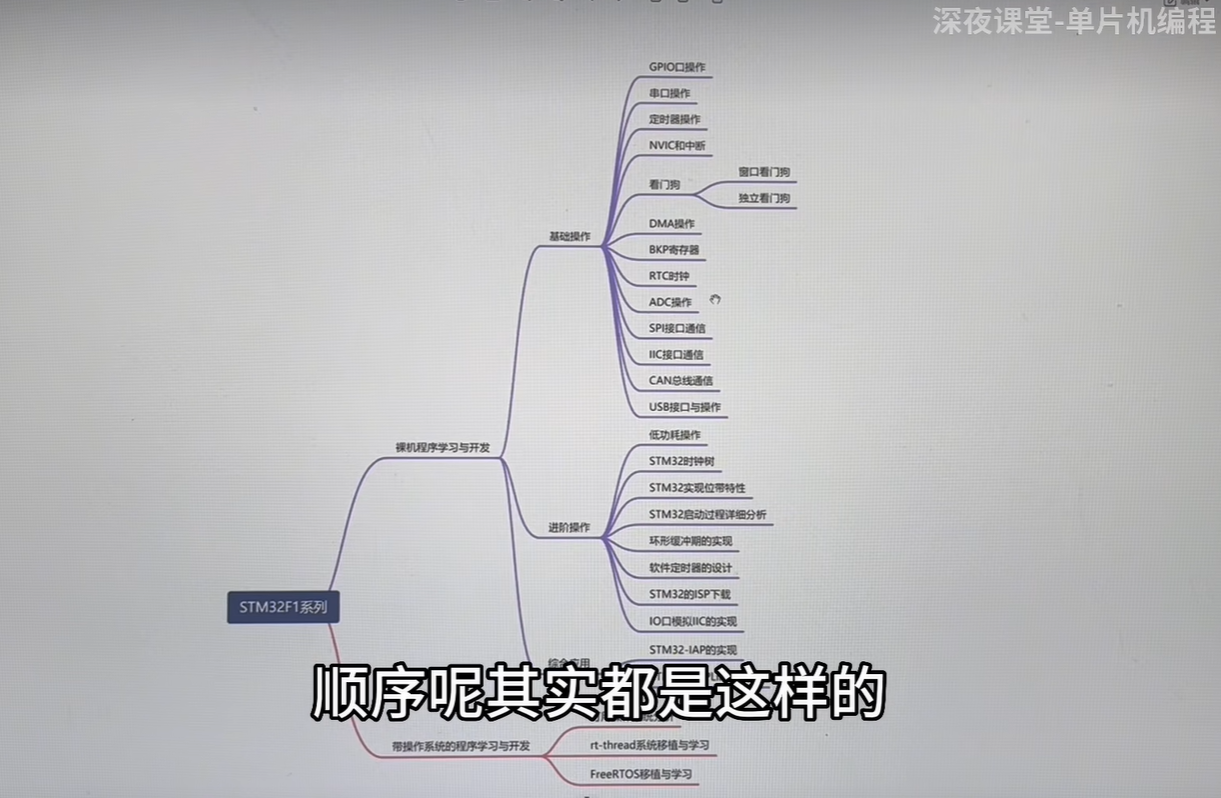 深夜课堂-单片机编程
GPIO口操作
串口操作
定时器操作
NVIC和中断
窗口看门狗
看门狗
独立看门狗
DMA操作
基础操作
BKP寄存器
RTC时钟
ADC操作
SPI接口通信
IIC接口通信
CAN总线通信
USB接口与操作
低功耗操作
裸机程序学习与开发
STM32时钟树
STM32实现位带特性
STM32启动过程详细分析
进阶操作
环形缓冲期的实现
软件定时器的设计
STM32的ISP下载
STM32F1系列
IO口模拟IIC的实现
STM32-IAP的实现
综合应用
顺序呢其实都是这样的
带操作系统的程序学习与开发
rt-thread系统移植与学习
FreeRTOS移植与学习